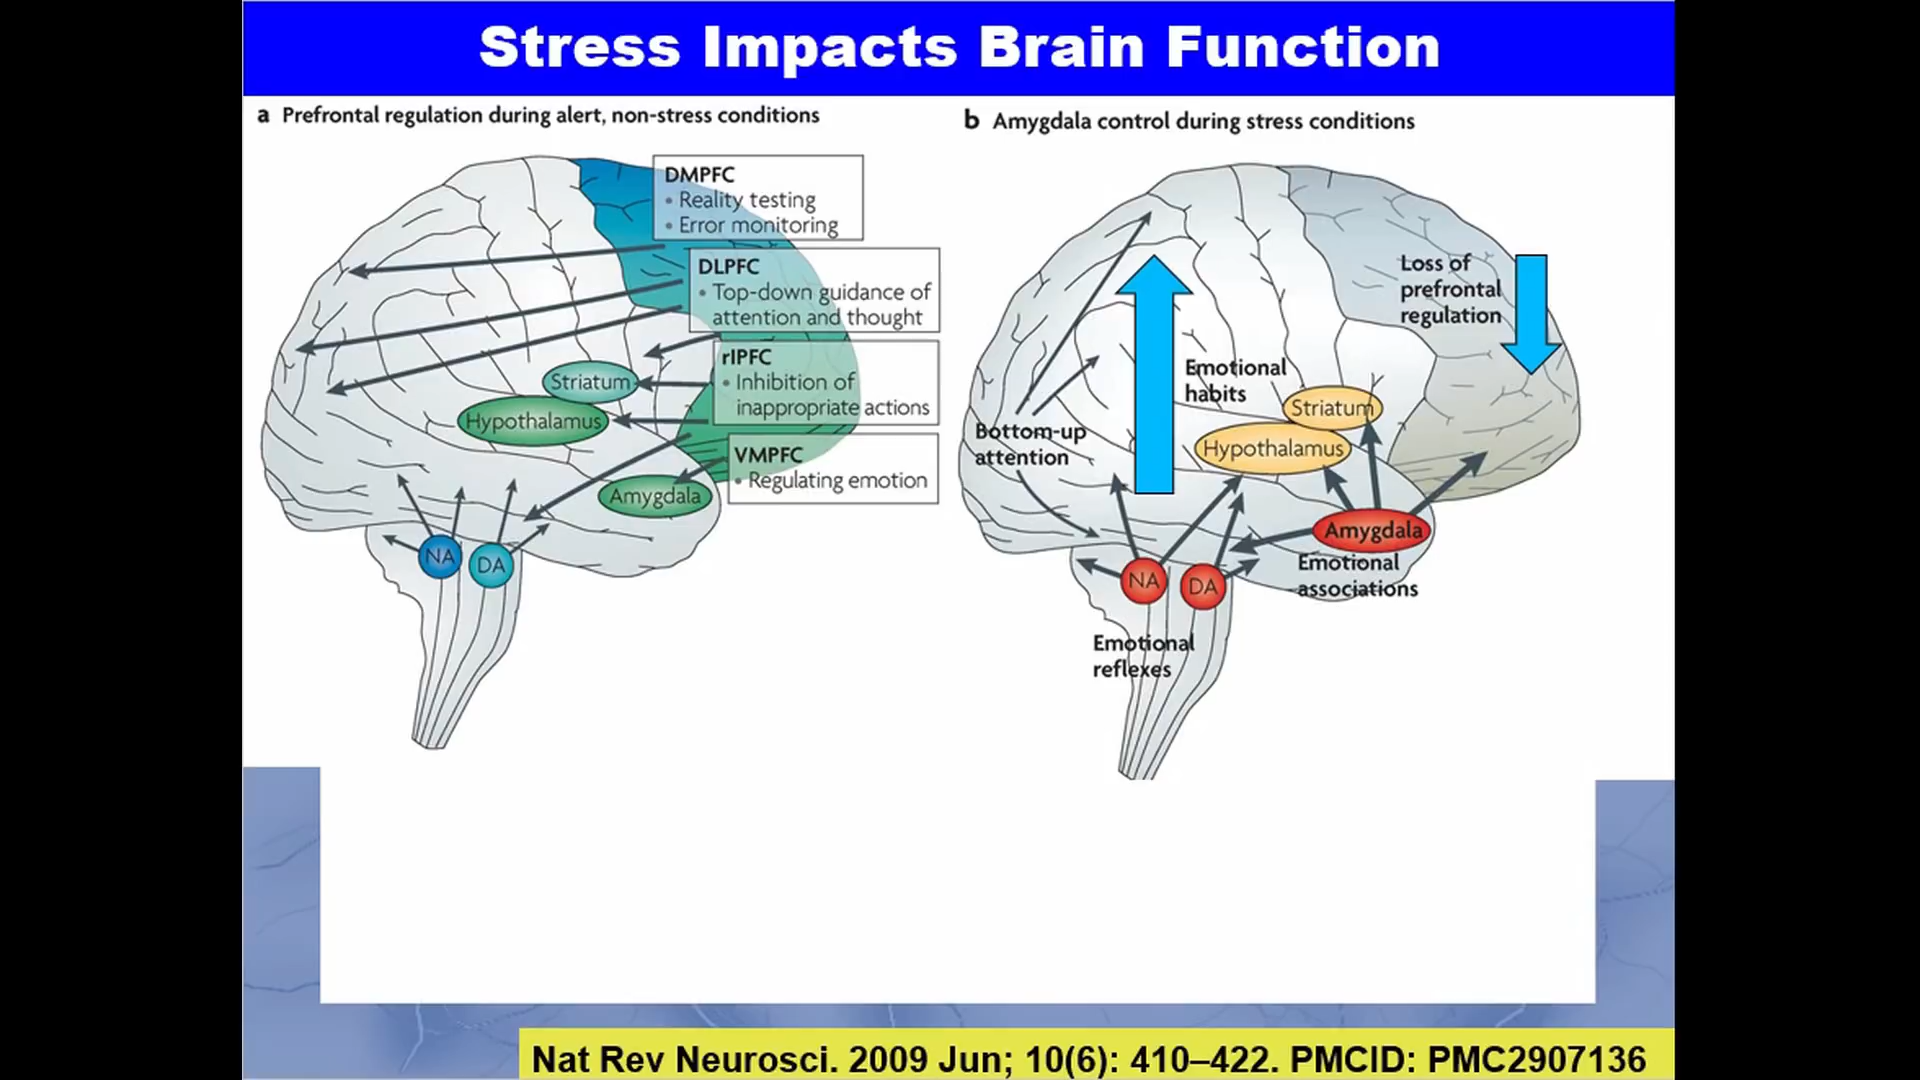 Stress Impacts Brain Function
a Prefrontal regulation during alert, non-stress conditions
DMPFC
• Reality testing
• Error monitoring
DLPFC
• Top-down guidance of
attention and thought
rIPFC
• Inhibition of
inappropriate actions
VMPFC
• Regulating emotion
Striatum
Hypothalamus
Amygdala
NA
DA
b Amygdala control during stress conditions
Loss of
prefrontal
regulation
Emotional
habits
Striatum
Hypothalamus
Bottom-up
attention
Amygdala
Emotional
associations
NA
DA
Emotional
reflexes
Nat Rev Neurosci. 2009 Jun; 10(6): 410–422. PMCID: PMC2907136